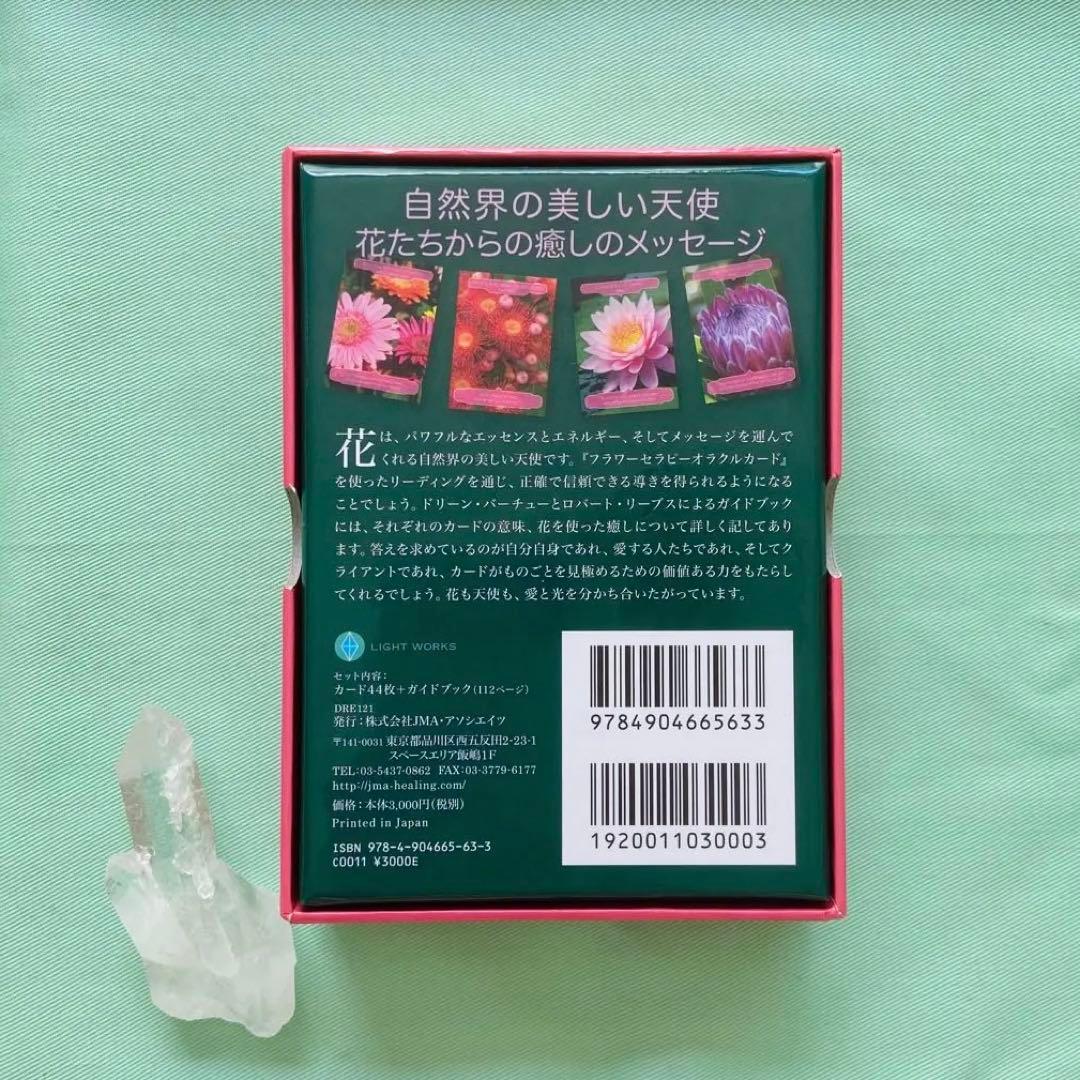 自然界の美しい天使
花たちからの癒しのメッセージ
花は、パワフルなエッセンスとエネルギー、そしてメッセージを運んで
くれる自然界の美しい天使です。『フラワーセラピーオラクルカード』
を使ったリーディングを通じ、正確で信頼できる導きを得られるようになる
ことでしょう。ドリーン・バーチューとロバート・リーブスによるガイドブック
には、それぞれのカードの意味、花を使った癒しについて詳しく記してあり
ます。答えを求めているのが自分自身であれ、愛する人たちであれ、そしてク
ライアントであれ、カードがものごとを見極めるための価値ある力をもたらし
てくれるでしょう。花も天使も、愛と光を分かち合いたがっています。
LIGHT WORKS
セット内容:
カード44枚+ガイドブック(112ページ)
DRE121
発行:株式会社JMA・アソシエイツ
〒141-0031 東京都品川区西五反田2-23-1
スペースエリア飯嶋1F
TEL:03-5437-0862 FAX:03-3779-6177
http://jma-healing.com/
価格:本体3,000円(税別)
Printed in Japan
ISBN 978-4-904665-63-3
C0011 ¥3000E
9784904665633
1920011030003